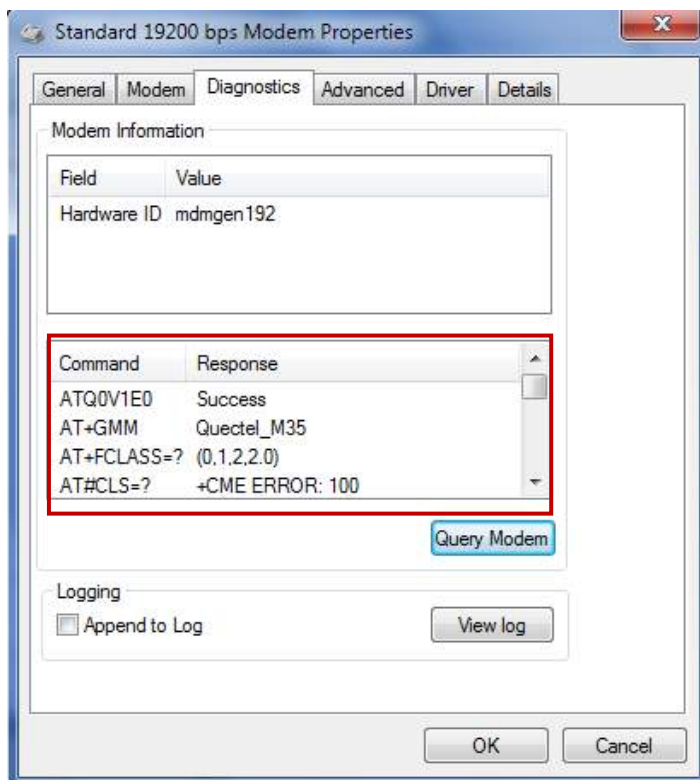 Standard 19200 bps Modem Properties
General Modem Diagnostics Advanced Driver Details
Modem Information
Field Value
Hardware ID mdmgen192
Command Response
ATQ0V1E0 Success
AT+GMM Quectel_M35
AT+FCLASS=? (0,1,2,2.0)
AT#CLS=? +CME ERROR: 100
Query Modem
Logging
Append to Log View log
OK Cancel